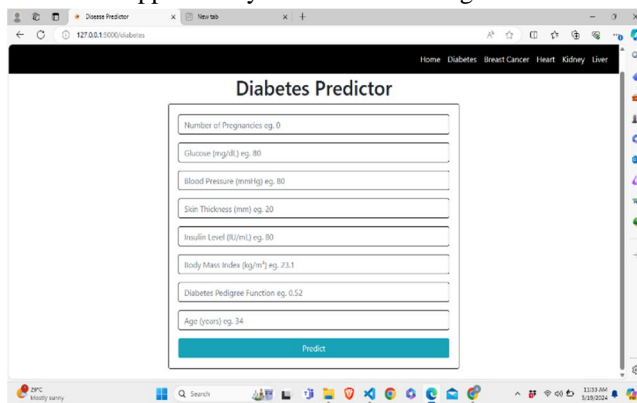 Disease Predictor
New tab
127.0.0.1:5000/diabetes
Home Diabetes Breast Cancer Heart Kidney Liver
Diabetes Predictor
Number of Pregnancies eg. 0
Glucose (mg/dL) eg. 80
Blood Pressure (mmHg) eg. 80
Skin Thickness (mm) eg. 20
Insulin Level (IU/mL) eg. 80
Body Mass Index (kg/m²) eg. 23.1
Diabetes Pedigree Function eg. 0.52
Age (years) eg. 34
Predict
29°C
Mostly sunny
Search
11:33 AM